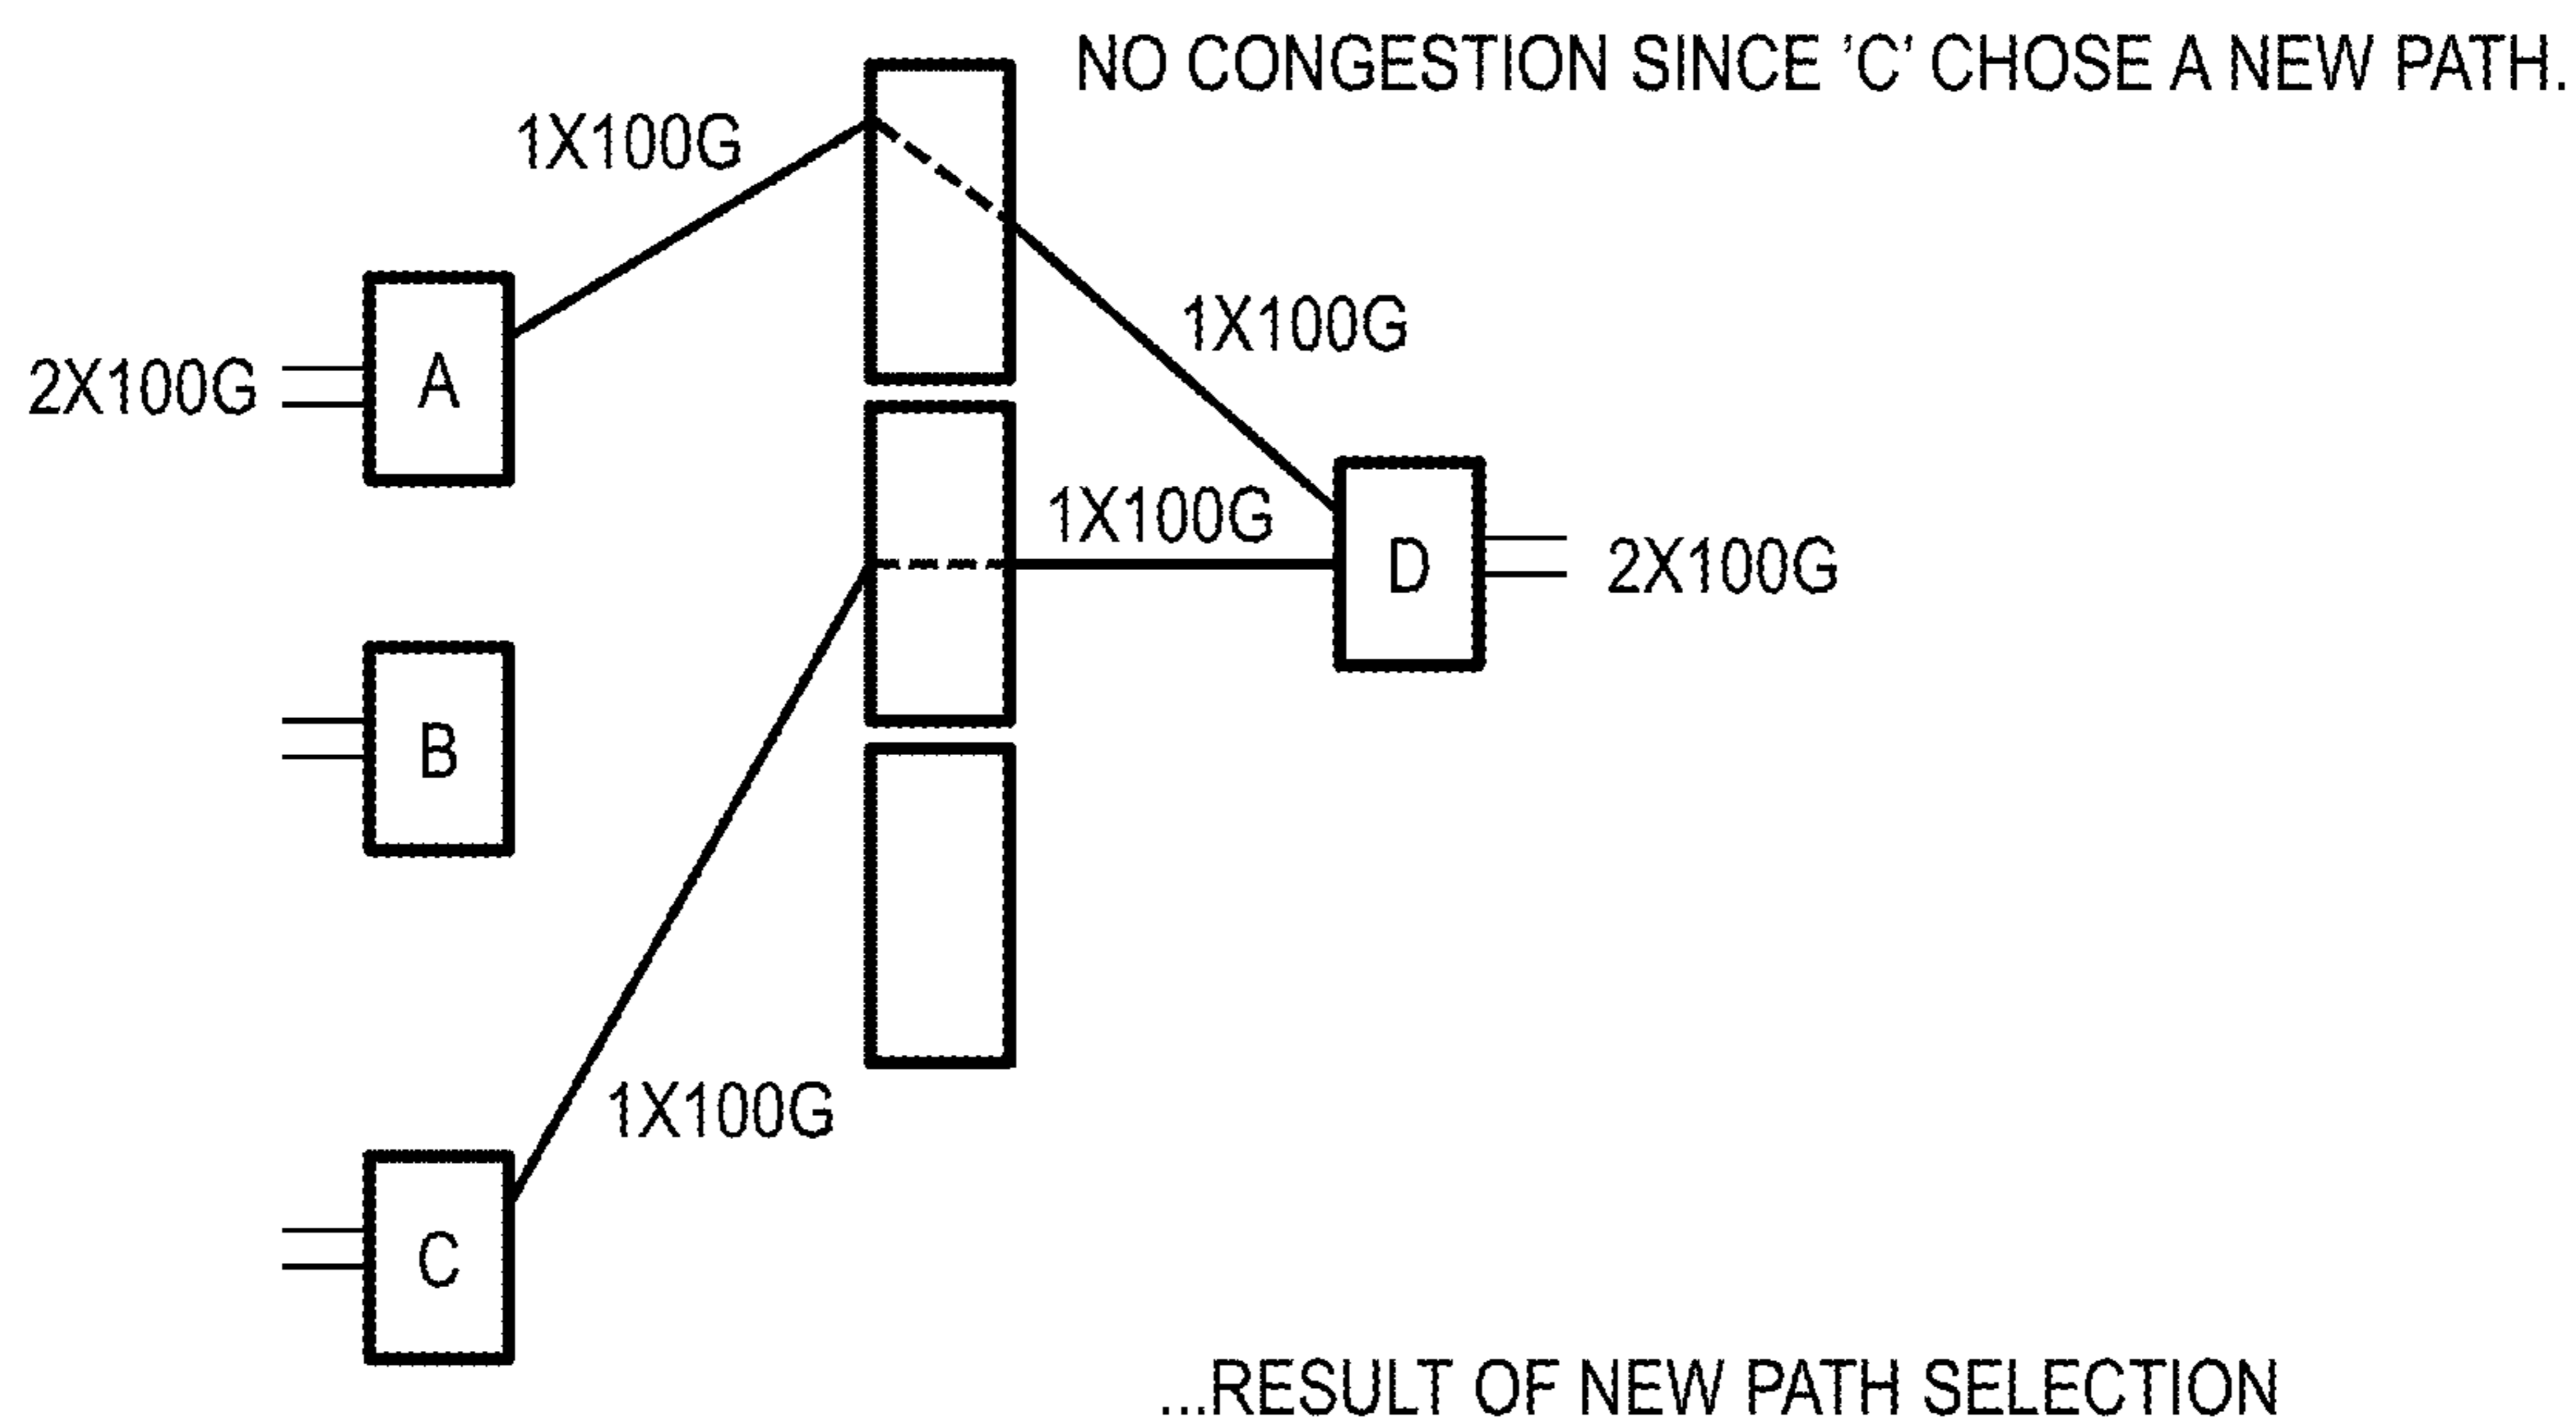 NO CONGESTION SINCE 'C' CHOSE A NEW PATH.
1X100G
1X100G
2X100G
A
1X100G
D
2X100G
B
1X100G
C
...RESULT OF NEW PATH SELECTION